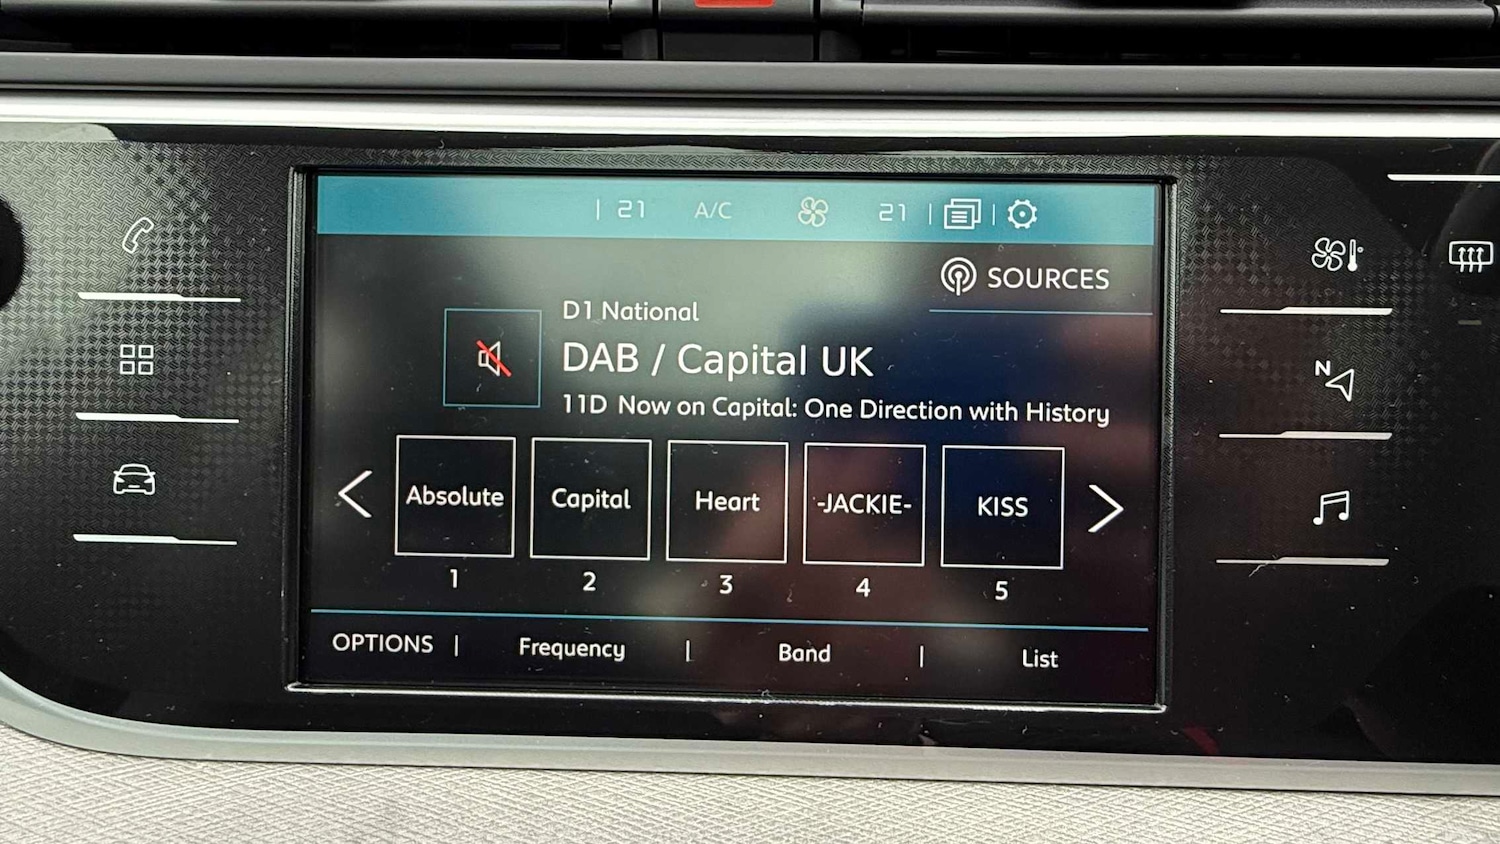 21 A/C 21
SOURCES
D1 National
DAB / Capital UK
11D Now on Capital: One Direction with History
N
Absolute Capital Heart -JACKIE- KISS
1 2 3 4 5
OPTIONS | Frequency | Band | List